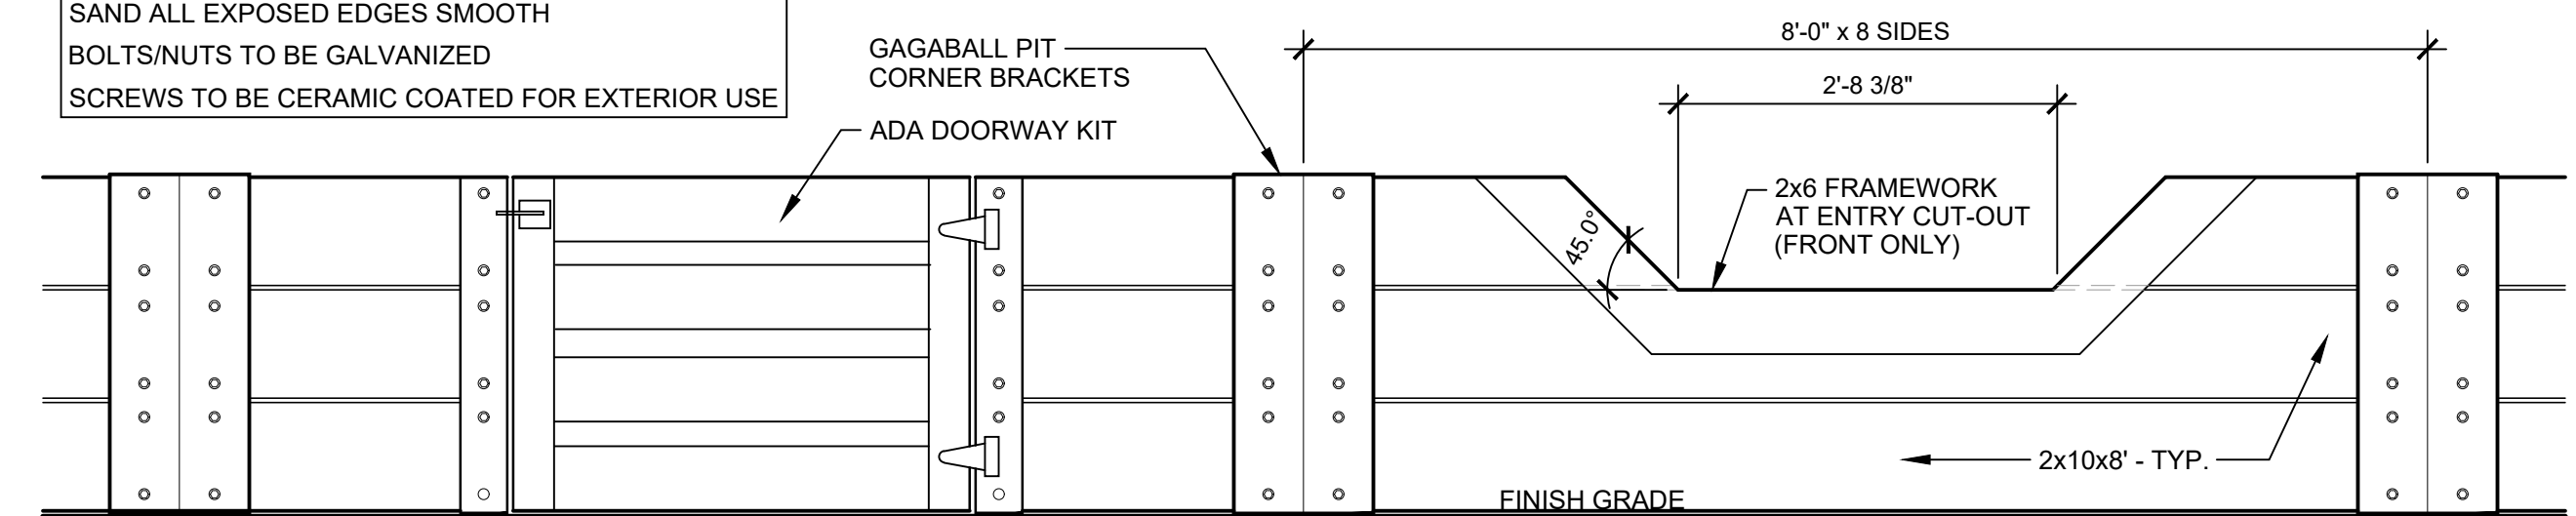 SAND ALL EXPOSED EDGES SMOOTH
BOLTS/NUTS TO BE GALVANIZED
SCREWS TO BE CERAMIC COATED FOR EXTERIOR USE
GAGABALL PIT
CORNER BRACKETS
ADA DOORWAY KIT
8'-0" x 8 SIDES
2'-8 3/8"
2x6 FRAMEWORK
AT ENTRY CUT-OUT
(FRONT ONLY)
45.0°
2x10x8' - TYP.
FINISH GRADE